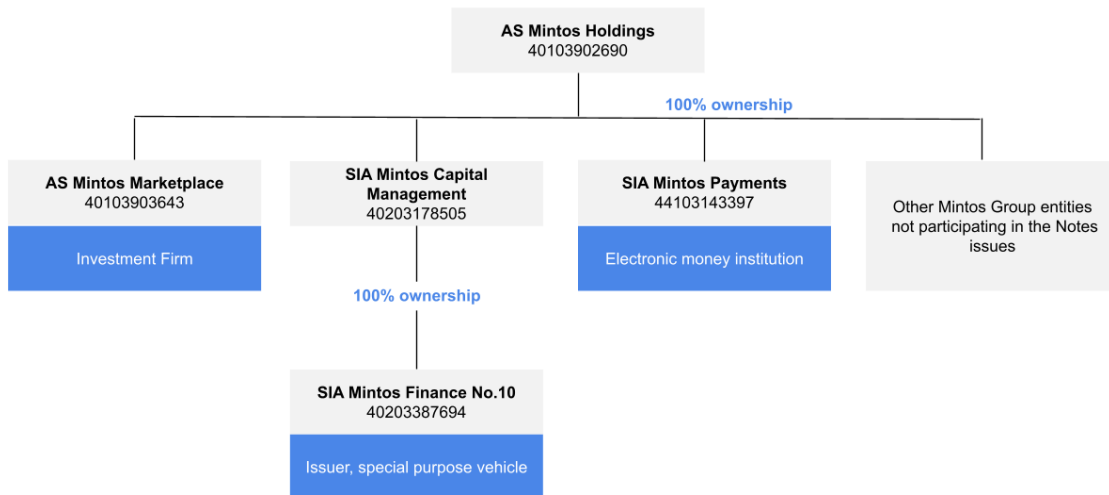 AS Mintos Holdings
40103902690
100% ownership
AS Mintos Marketplace
40103903643
Investment Firm
SIA Mintos Capital
Management
40203178505
SIA Mintos Payments
44103143397
Electronic money institution
Other Mintos Group entities
not participating in the Notes
issues
100% ownership
SIA Mintos Finance No.10
40203387694
Issuer, special purpose vehicle